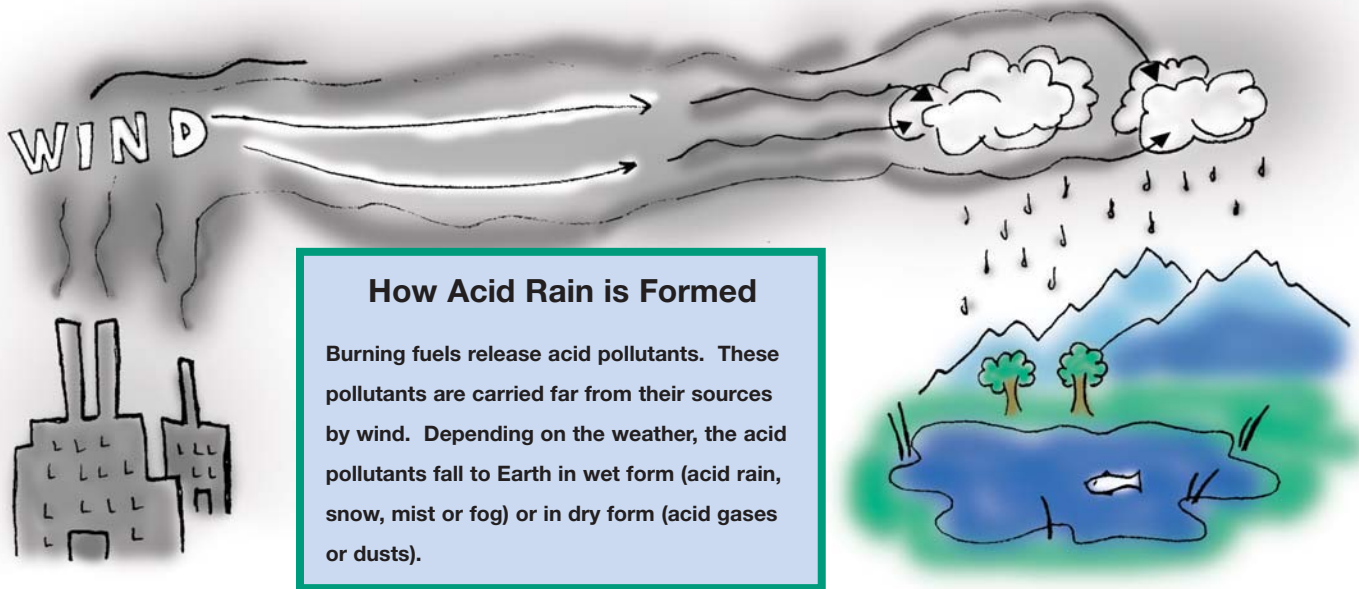 WIND
How Acid Rain is Formed
Burning fuels release acid pollutants. These
pollutants are carried far from their sources
by wind. Depending on the weather, the acid
pollutants fall to Earth in wet form (acid rain,
snow, mist or fog) or in dry form (acid gases
or dusts).